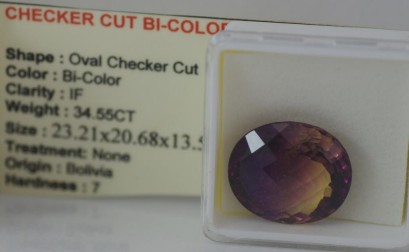 CHECKER CUT BI-COLOR
Shape : Oval Checker Cut
Color : Bi-Color
Clarity : IF
Weight : 34.55CT
Size : 23.21x20.68x13.5
Treatment: None
Origin : Bolivia
Hardness : 7